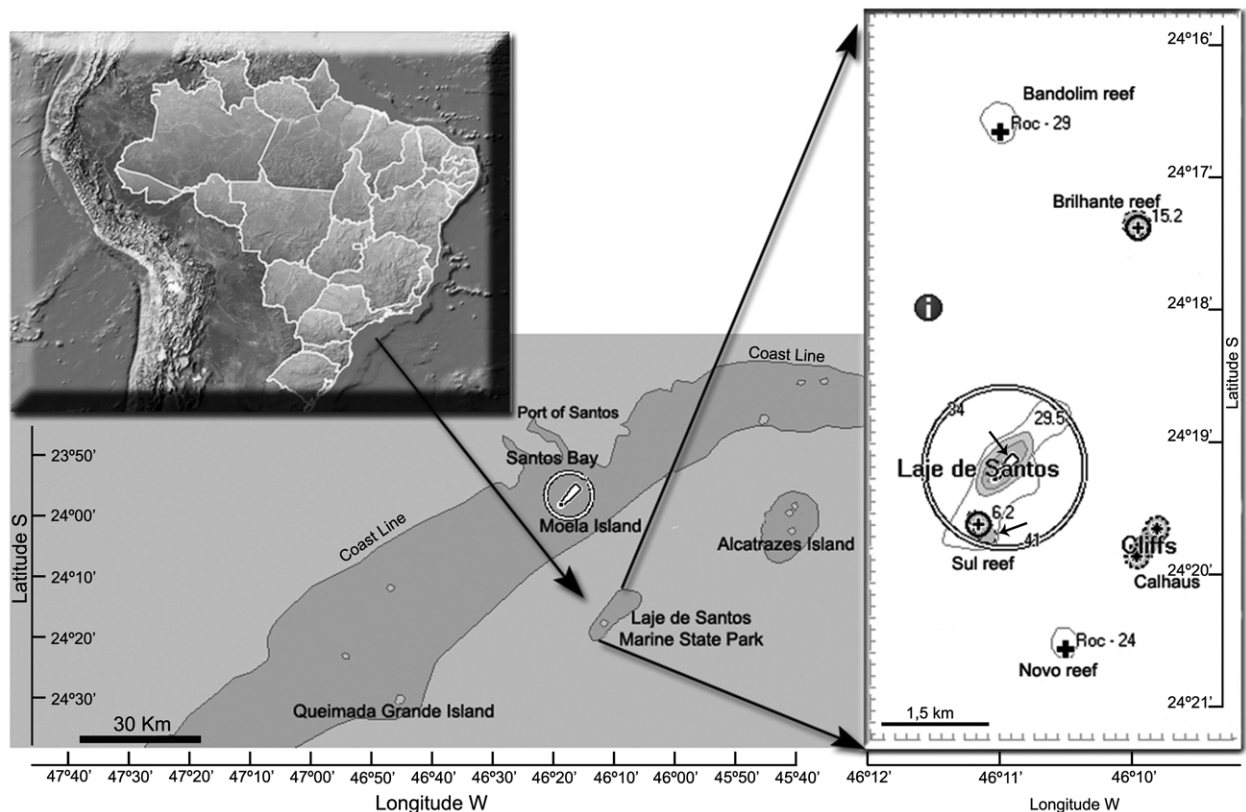 24°16'
Bandolim reef
Roc - 29
24°17'
Brilhante reef
15.2
i
24°18'
Latitude S
34
29.5
24°19'
Laje de Santos
6.2
41
Sul reef
Cliffs
24°20'
Calhaus
Roc - 24
Novo reef
24°21'
1,5 km
46°12'
46°11'
46°10'
Longitude W
Coast Line
Port of Santos
Santos Bay
23°50'
24°00'
Moela Island
Alcatrazes Island
Coast Line
Latitude S
24°10'
24°20'
24°30'
Laje de Santos
Marine State Park
Queimada Grande Island
30 Km
47°40'
47°30'
47°20'
47°10'
47°00'
46°50'
46°40'
46°30'
46°20'
46°10'
46°00'
45°50'
45°40'
Longitude W